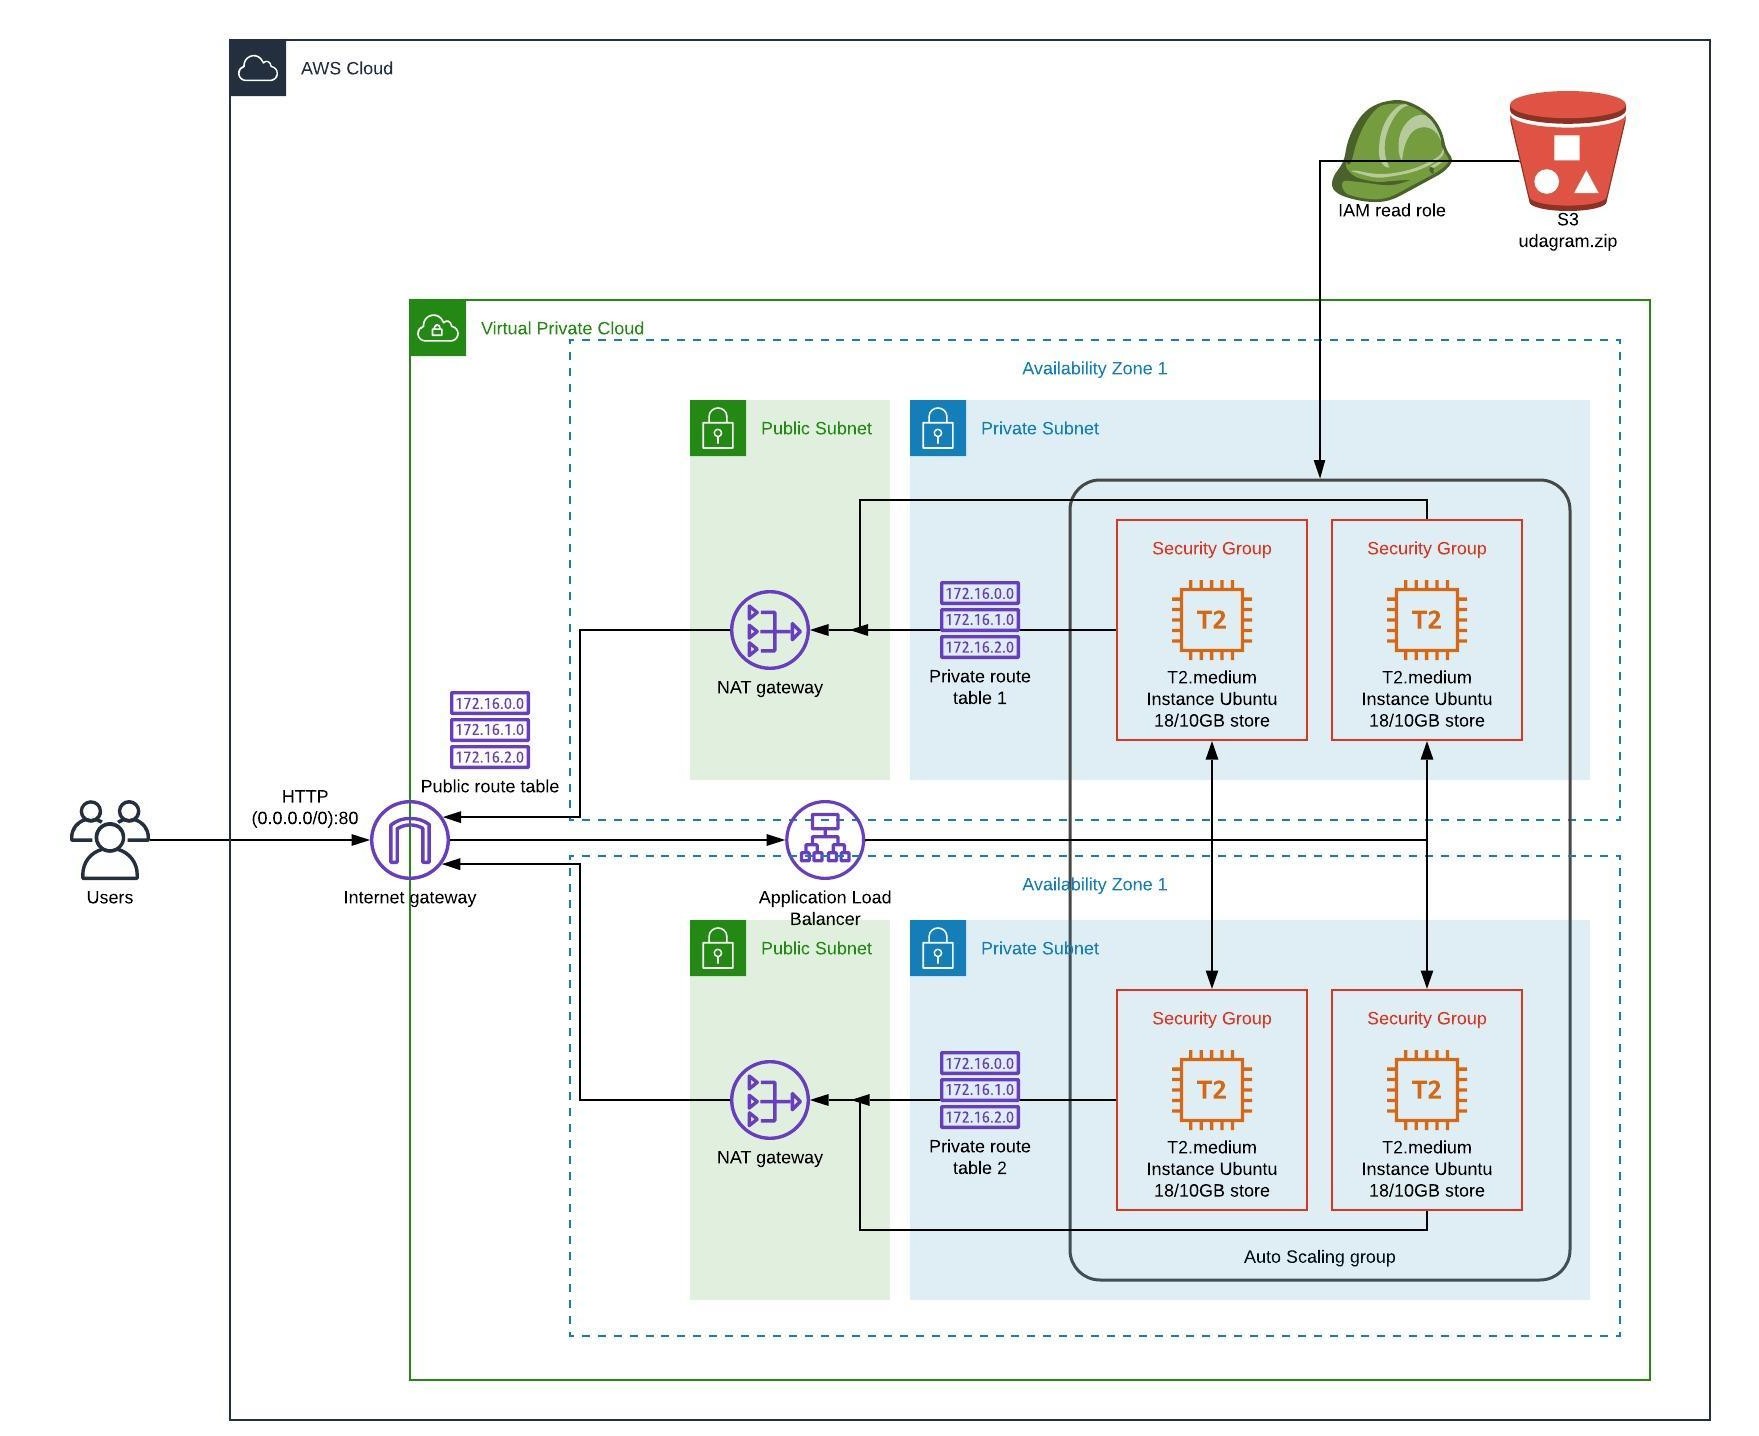 AWS Cloud
IAM read role
S3
udagram.zip
Virtual Private Cloud
Availability Zone 1
Public Subnet
Private Subnet
Security Group
T2
T2.medium
Instance Ubuntu
18/10GB store
Security Group
T2
T2.medium
Instance Ubuntu
18/10GB store
172.16.0.0
172.16.1.0
172.16.2.0
Private route
table 1
NAT gateway
172.16.0.0
172.16.1.0
172.16.2.0
Public route table
HTTP
(0.0.0.0/0):80
Users
Internet gateway
Application Load
Balancer
Availability Zone 1
Public Subnet
Private Subnet
Security Group
T2
T2.medium
Instance Ubuntu
18/10GB store
Security Group
T2
T2.medium
Instance Ubuntu
18/10GB store
172.16.0.0
172.16.1.0
172.16.2.0
Private route
table 2
NAT gateway
Auto Scaling group